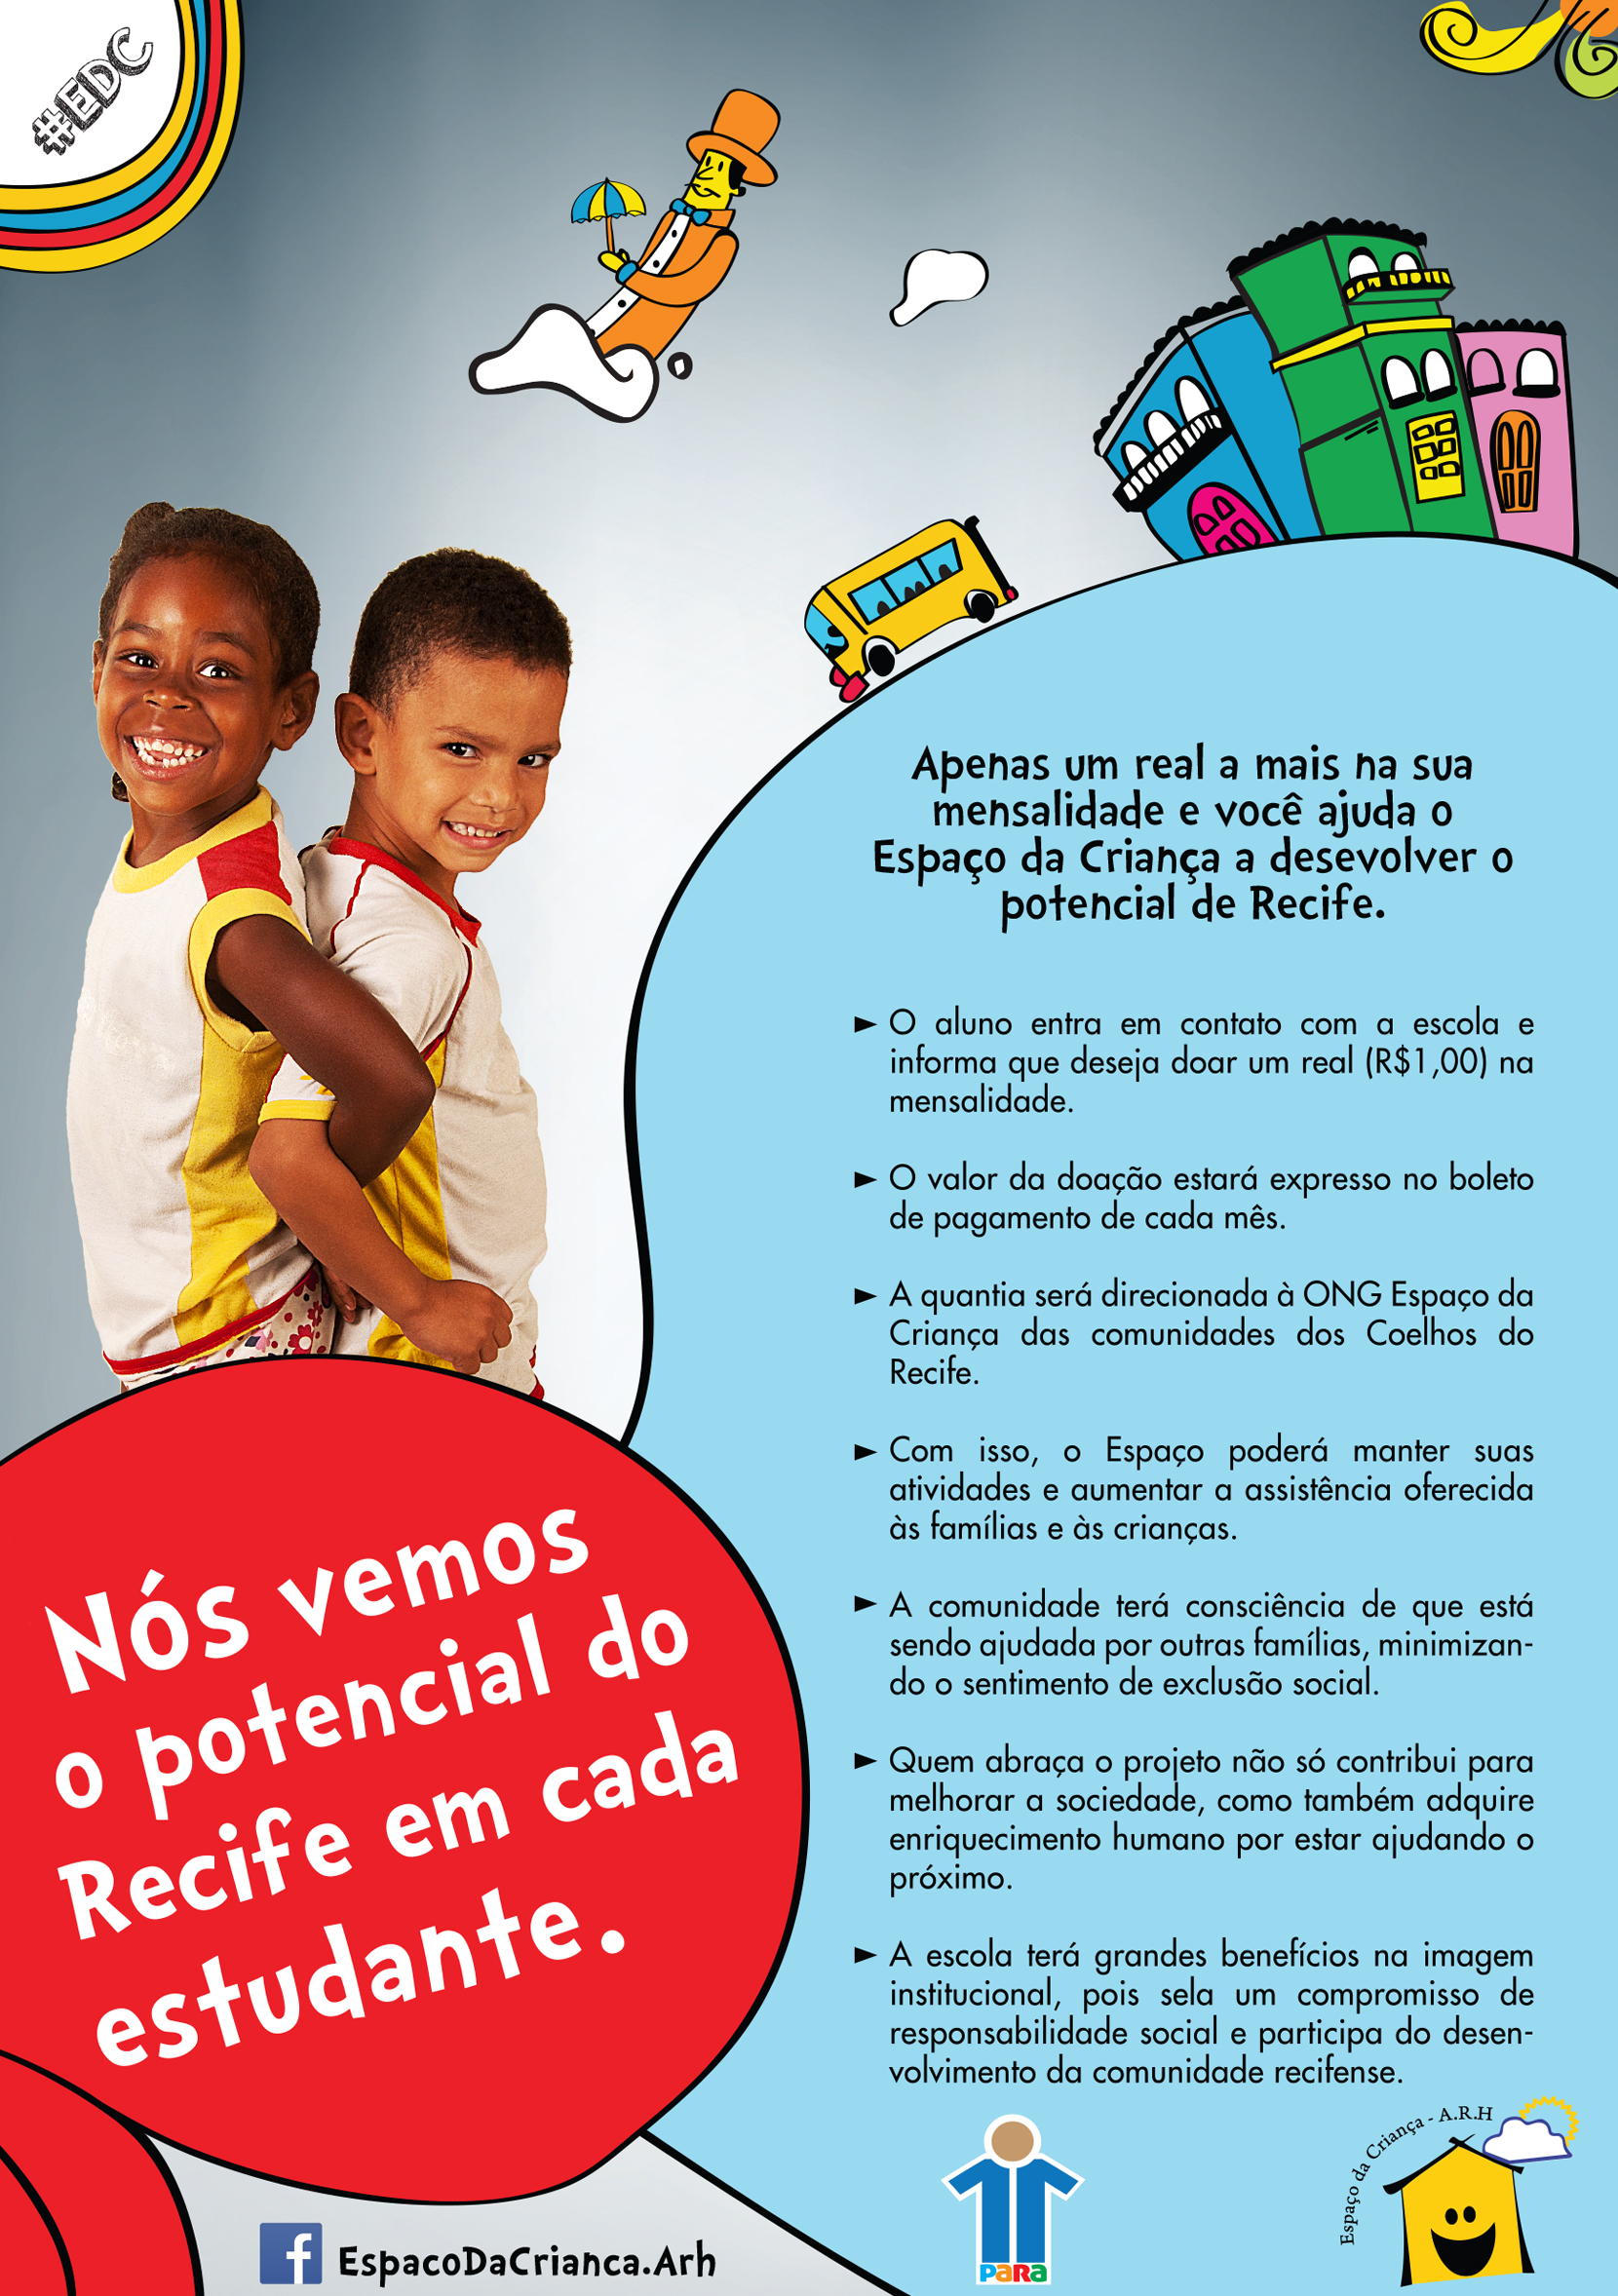 #EDC
Apenas um real a mais na sua
mensalidade e você ajuda o
Espaço da Criança a desevolver o
potencial de Recife.
► O aluno entra em contato com a escola e
informa que deseja doar um real (R$1,00) na
mensalidade.
► O valor da doação estará expresso no boleto
de pagamento de cada mês.
► A quantia será direcionada à ONG Espaço da
Criança das comunidades dos Coelhos do
Recife.
► Com isso, o Espaço poderá manter suas
atividades e aumentar a assistência oferecida
às famílias e às crianças.
► A comunidade terá consciência de que está
sendo ajudada por outras famílias, minimizan-
do o sentimento de exclusão social.
► Quem abraça o projeto não só contribui para
melhorar a sociedade, como também adquire
enriquecimento humano por estar ajudando o
próximo.
► A escola terá grandes benefícios na imagem
institucional, pois sela um compromisso de
responsabilidade social e participa do desen-
volvimento da comunidade recifense.
Nós vemos
o potencial do
Recife em cada
estudante.
f EspacoDaCrianca.Arh
PARA
Espaço da Criança - A.R.H